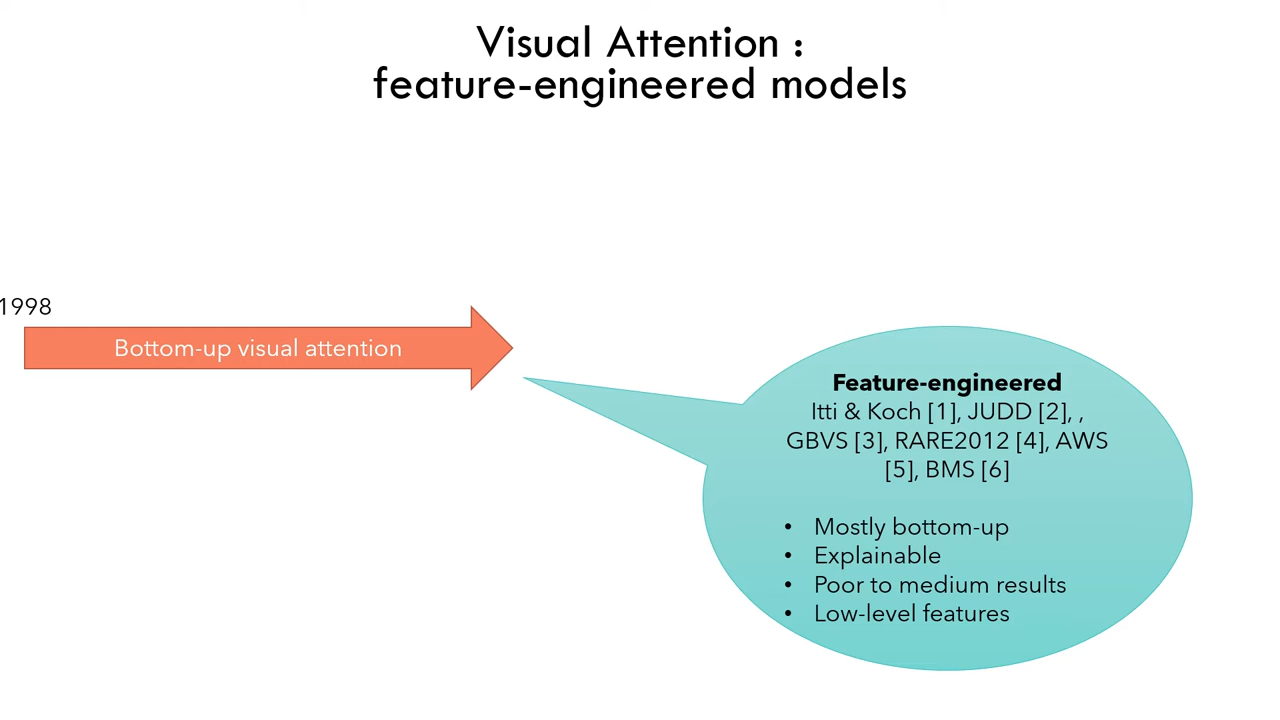 Visual Attention :
feature-engineered models
1998
Bottom-up visual attention
Feature-engineered
Itti & Koch [1], JUDD [2], ,
GBVS [3], RARE2012 [4], AWS
[5], BMS [6]
• Mostly bottom-up
• Explainable
• Poor to medium results
• Low-level features